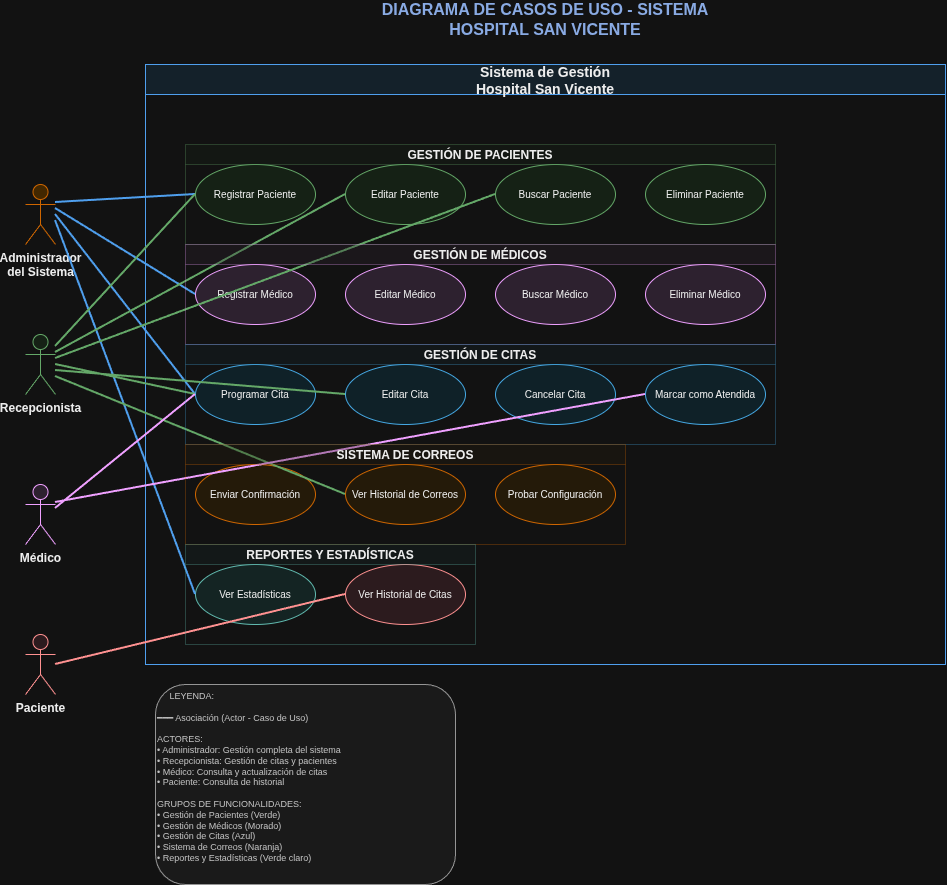 DIAGRAMA DE CASOS DE USO - SISTEMA
HOSPITAL SAN VICENTE
Sistema de Gestión
Hospital San Vicente
GESTIÓN DE PACIENTES
Registrar Paciente
Editar Paciente
Buscar Paciente
Eliminar Paciente
Administrador
del Sistema
GESTIÓN DE MÉDICOS
Registrar Médico
Editar Médico
Buscar Médico
Eliminar Médico
Recepcionista
GESTIÓN DE CITAS
Programar Cita
Editar Cita
Cancelar Cita
Marcar como Atendida
SISTEMA DE CORREOS
Enviar Confirmación
Ver Historial de Correos
Probar Configuración
Médico
REPORTES Y ESTADÍSTICAS
Ver Estadísticas
Ver Historial de Citas
Paciente
LEYENDA:
━━━ Asociación (Actor - Caso de Uso)
ACTORES:
• Administrador: Gestión completa del sistema
• Recepcionista: Gestión de citas y pacientes
• Médico: Consulta y actualización de citas
• Paciente: Consulta de historial
GRUPOS DE FUNCIONALIDADES:
• Gestión de Pacientes (Verde)
• Gestión de Médicos (Morado)
• Gestión de Citas (Azul)
• Sistema de Correos (Naranja)
• Reportes y Estadísticas (Verde claro)